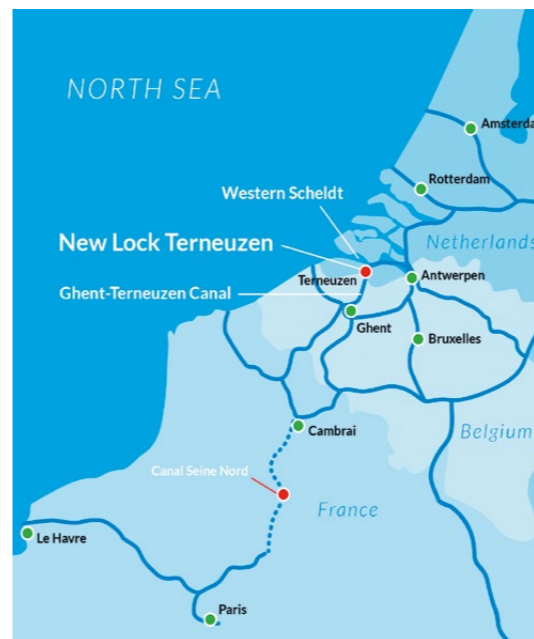 NORTH SEA
Amsterda
Rotterdam
Western Scheldt
New Lock Terneuzen
Netherlands
Terneuzen
Antwerpen
Ghent-Terneuzen Canal
Ghent
Bruxelles
Cambrai
Belgium
Canal Seine Nord
France
Le Havre
Paris